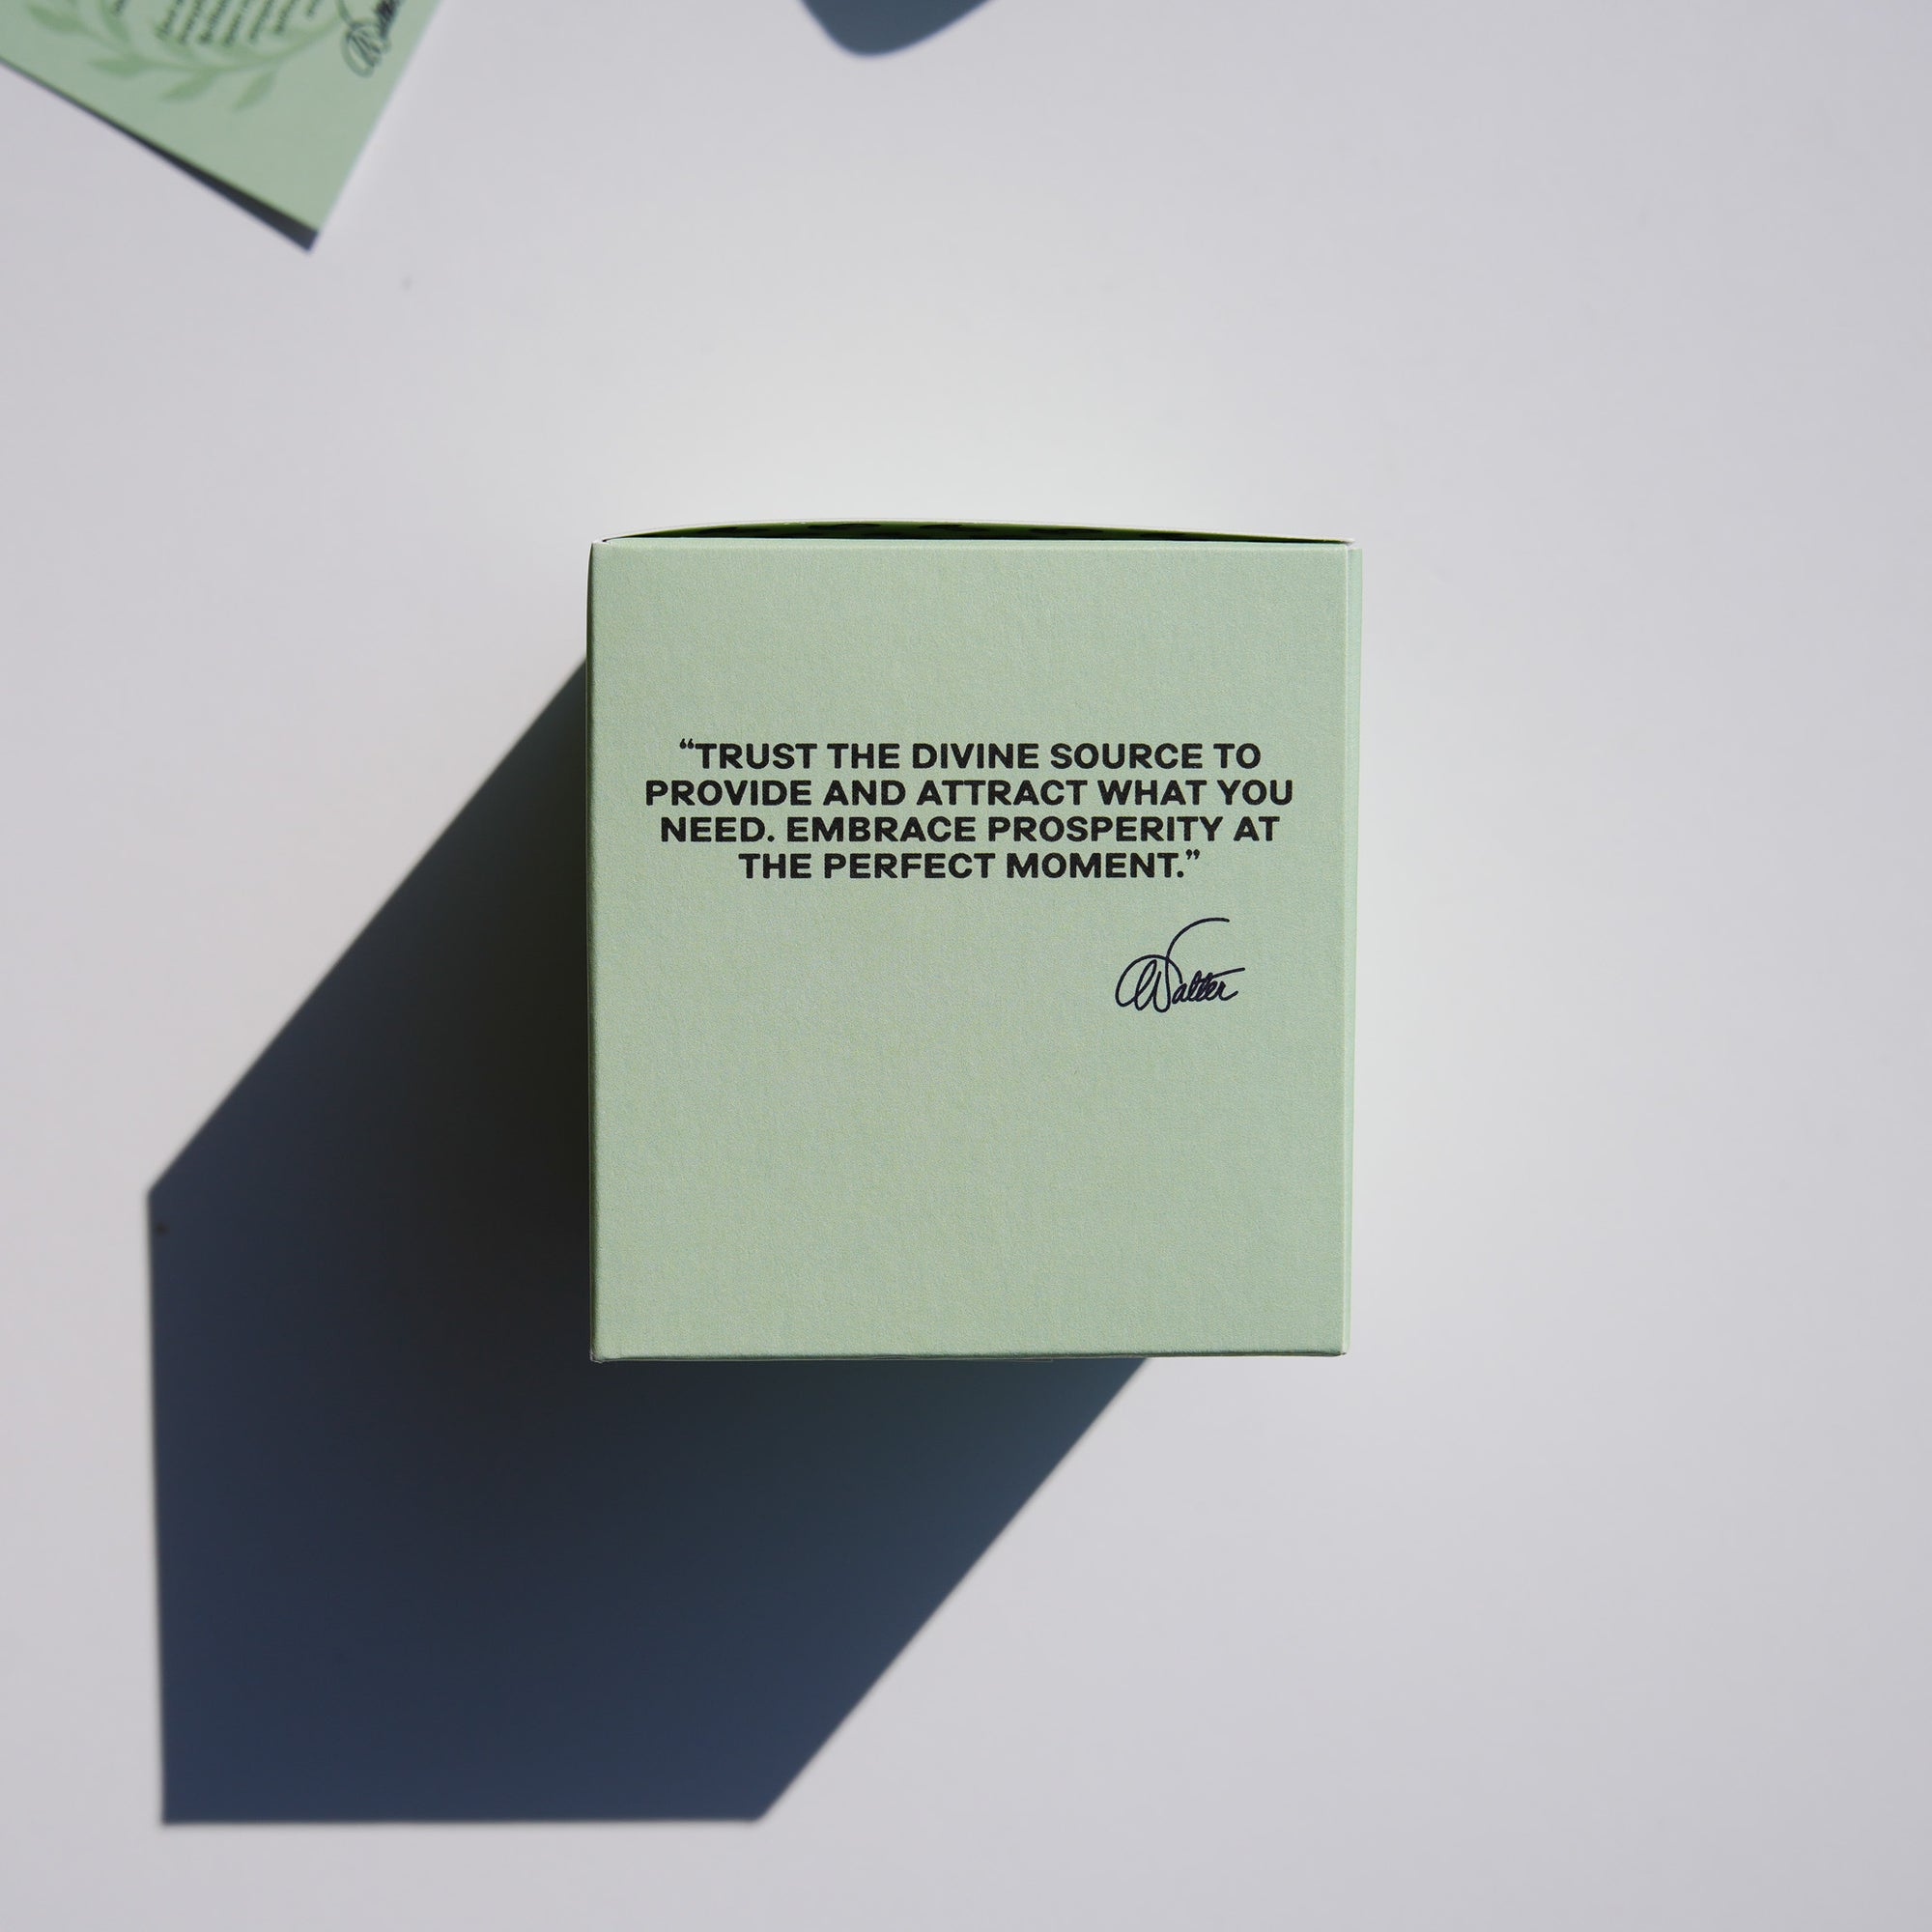 “TRUST THE DIVINE SOURCE TO
PROVIDE AND ATTRACT WHAT YOU
NEED. EMBRACE PROSPERITY AT
THE PERFECT MOMENT.”
Walter